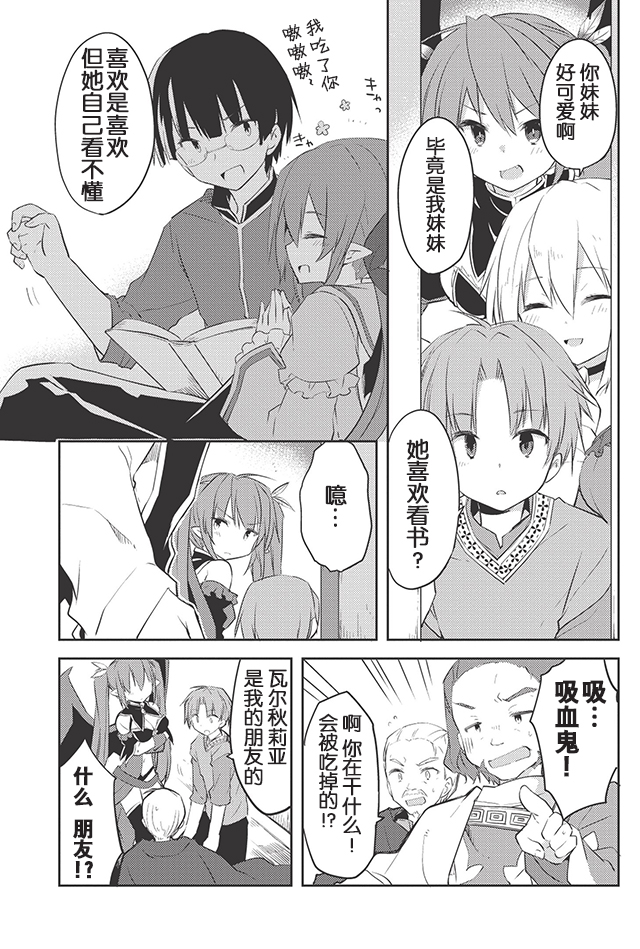 你妹妹
好可爱啊
毕竟是我妹妹
她喜欢看书?
我吃了你
嗷嗷嗷~
喜欢是喜欢
但她自己看不懂
噫…
吸…
吸血鬼!
啊 你在干什么!
会被吃掉的!?
瓦尔秋莉亚
是我的朋友的
什么 朋友!?